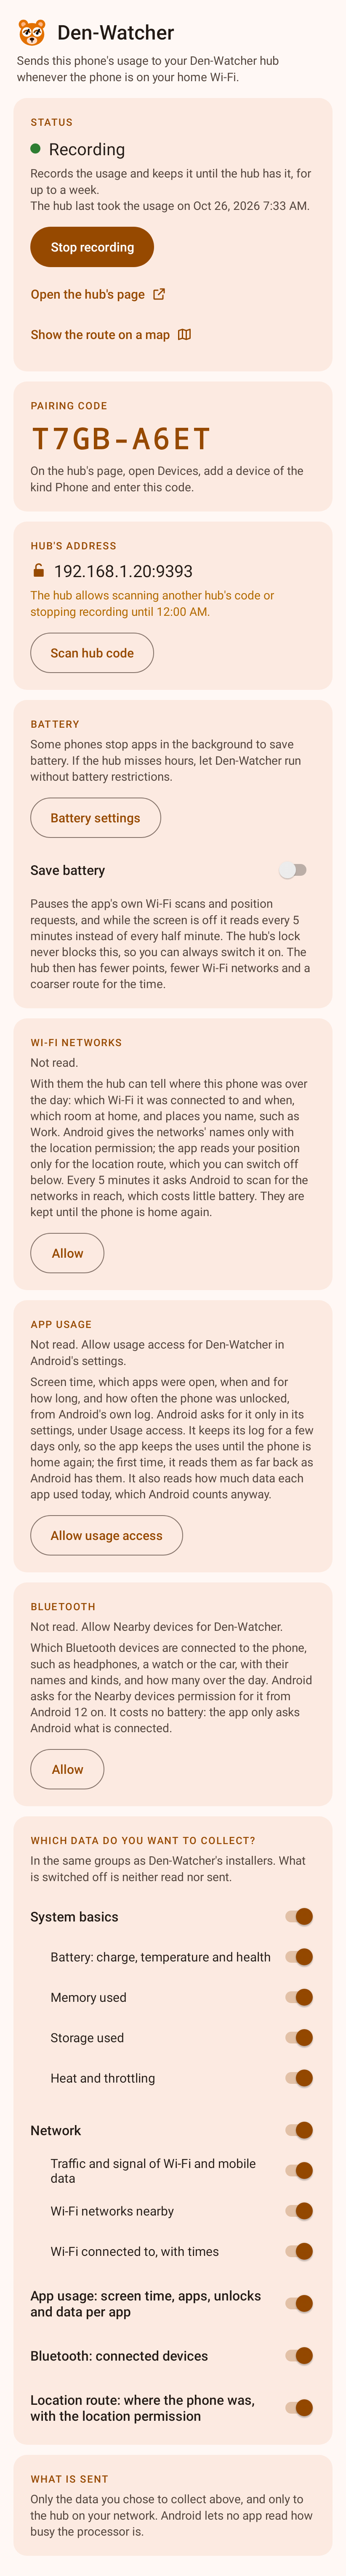 Den-Watcher
Sends this phone's usage to your Den-Watcher hub
whenever the phone is on your home Wi-Fi.
STATUS
Recording
Records the usage and keeps it until the hub has it, for
up to a week.
The hub last took the usage on Oct 26, 2026 7:33 AM.
Stop recording
Open the hub's page
Show the route on a map
PAIRING CODE
T7GB-A6ET
On the hub's page, open Devices, add a device of the
kind Phone and enter this code.
HUB'S ADDRESS
192.168.1.20:9393
The hub allows scanning another hub's code or
stopping recording until 12:00 AM.
Scan hub code
BATTERY
Some phones stop apps in the background to save
battery. If the hub misses hours, let Den-Watcher run
without battery restrictions.
Battery settings
Save battery
Pauses the app's own Wi-Fi scans and position
requests, and while the screen is off it reads every 5
minutes instead of every half minute. The hub's lock
never blocks this, so you can always switch it on. The
hub then has fewer points, fewer Wi-Fi networks and a
coarser route for the time.
WI-FI NETWORKS
Not read.
With them the hub can tell where this phone was over
the day: which Wi-Fi it was connected to and when,
which room at home, and places you name, such as
Work. Android gives the networks' names only with
the location permission; the app reads your position
only for the location route, which you can switch off
below. Every 5 minutes it asks Android to scan for the
networks in reach, which costs little battery. They are
kept until the phone is home again.
Allow
APP USAGE
Not read. Allow usage access for Den-Watcher in
Android's settings.
Screen time, which apps were open, when and for
how long, and how often the phone was unlocked,
from Android's own log. Android asks for it only in its
settings, under Usage access. It keeps its log for a few
days only, so the app keeps the uses until the phone is
home again; the first time, it reads them as far back as
Android has them. It also reads how much data each
app used today, which Android counts anyway.
Allow usage access
BLUETOOTH
Not read. Allow Nearby devices for Den-Watcher.
Which Bluetooth devices are connected to the phone,
such as headphones, a watch or the car, with their
names and kinds, and how many over the day. Android
asks for the Nearby devices permission for it from
Android 12 on. It costs no battery: the app only asks
Android what is connected.
Allow
WHICH DATA DO YOU WANT TO COLLECT?
In the same groups as Den-Watcher's installers. What
is switched off is neither read nor sent.
System basics
Battery: charge, temperature and health
Memory used
Storage used
Heat and throttling
Network
Traffic and signal of Wi-Fi and mobile
data
Wi-Fi networks nearby
Wi-Fi connected to, with times
App usage: screen time, apps, unlocks
and data per app
Bluetooth: connected devices
Location route: where the phone was,
with the location permission
WHAT IS SENT
Only the data you chose to collect above, and only to
the hub on your network. Android lets no app read how
busy the processor is.